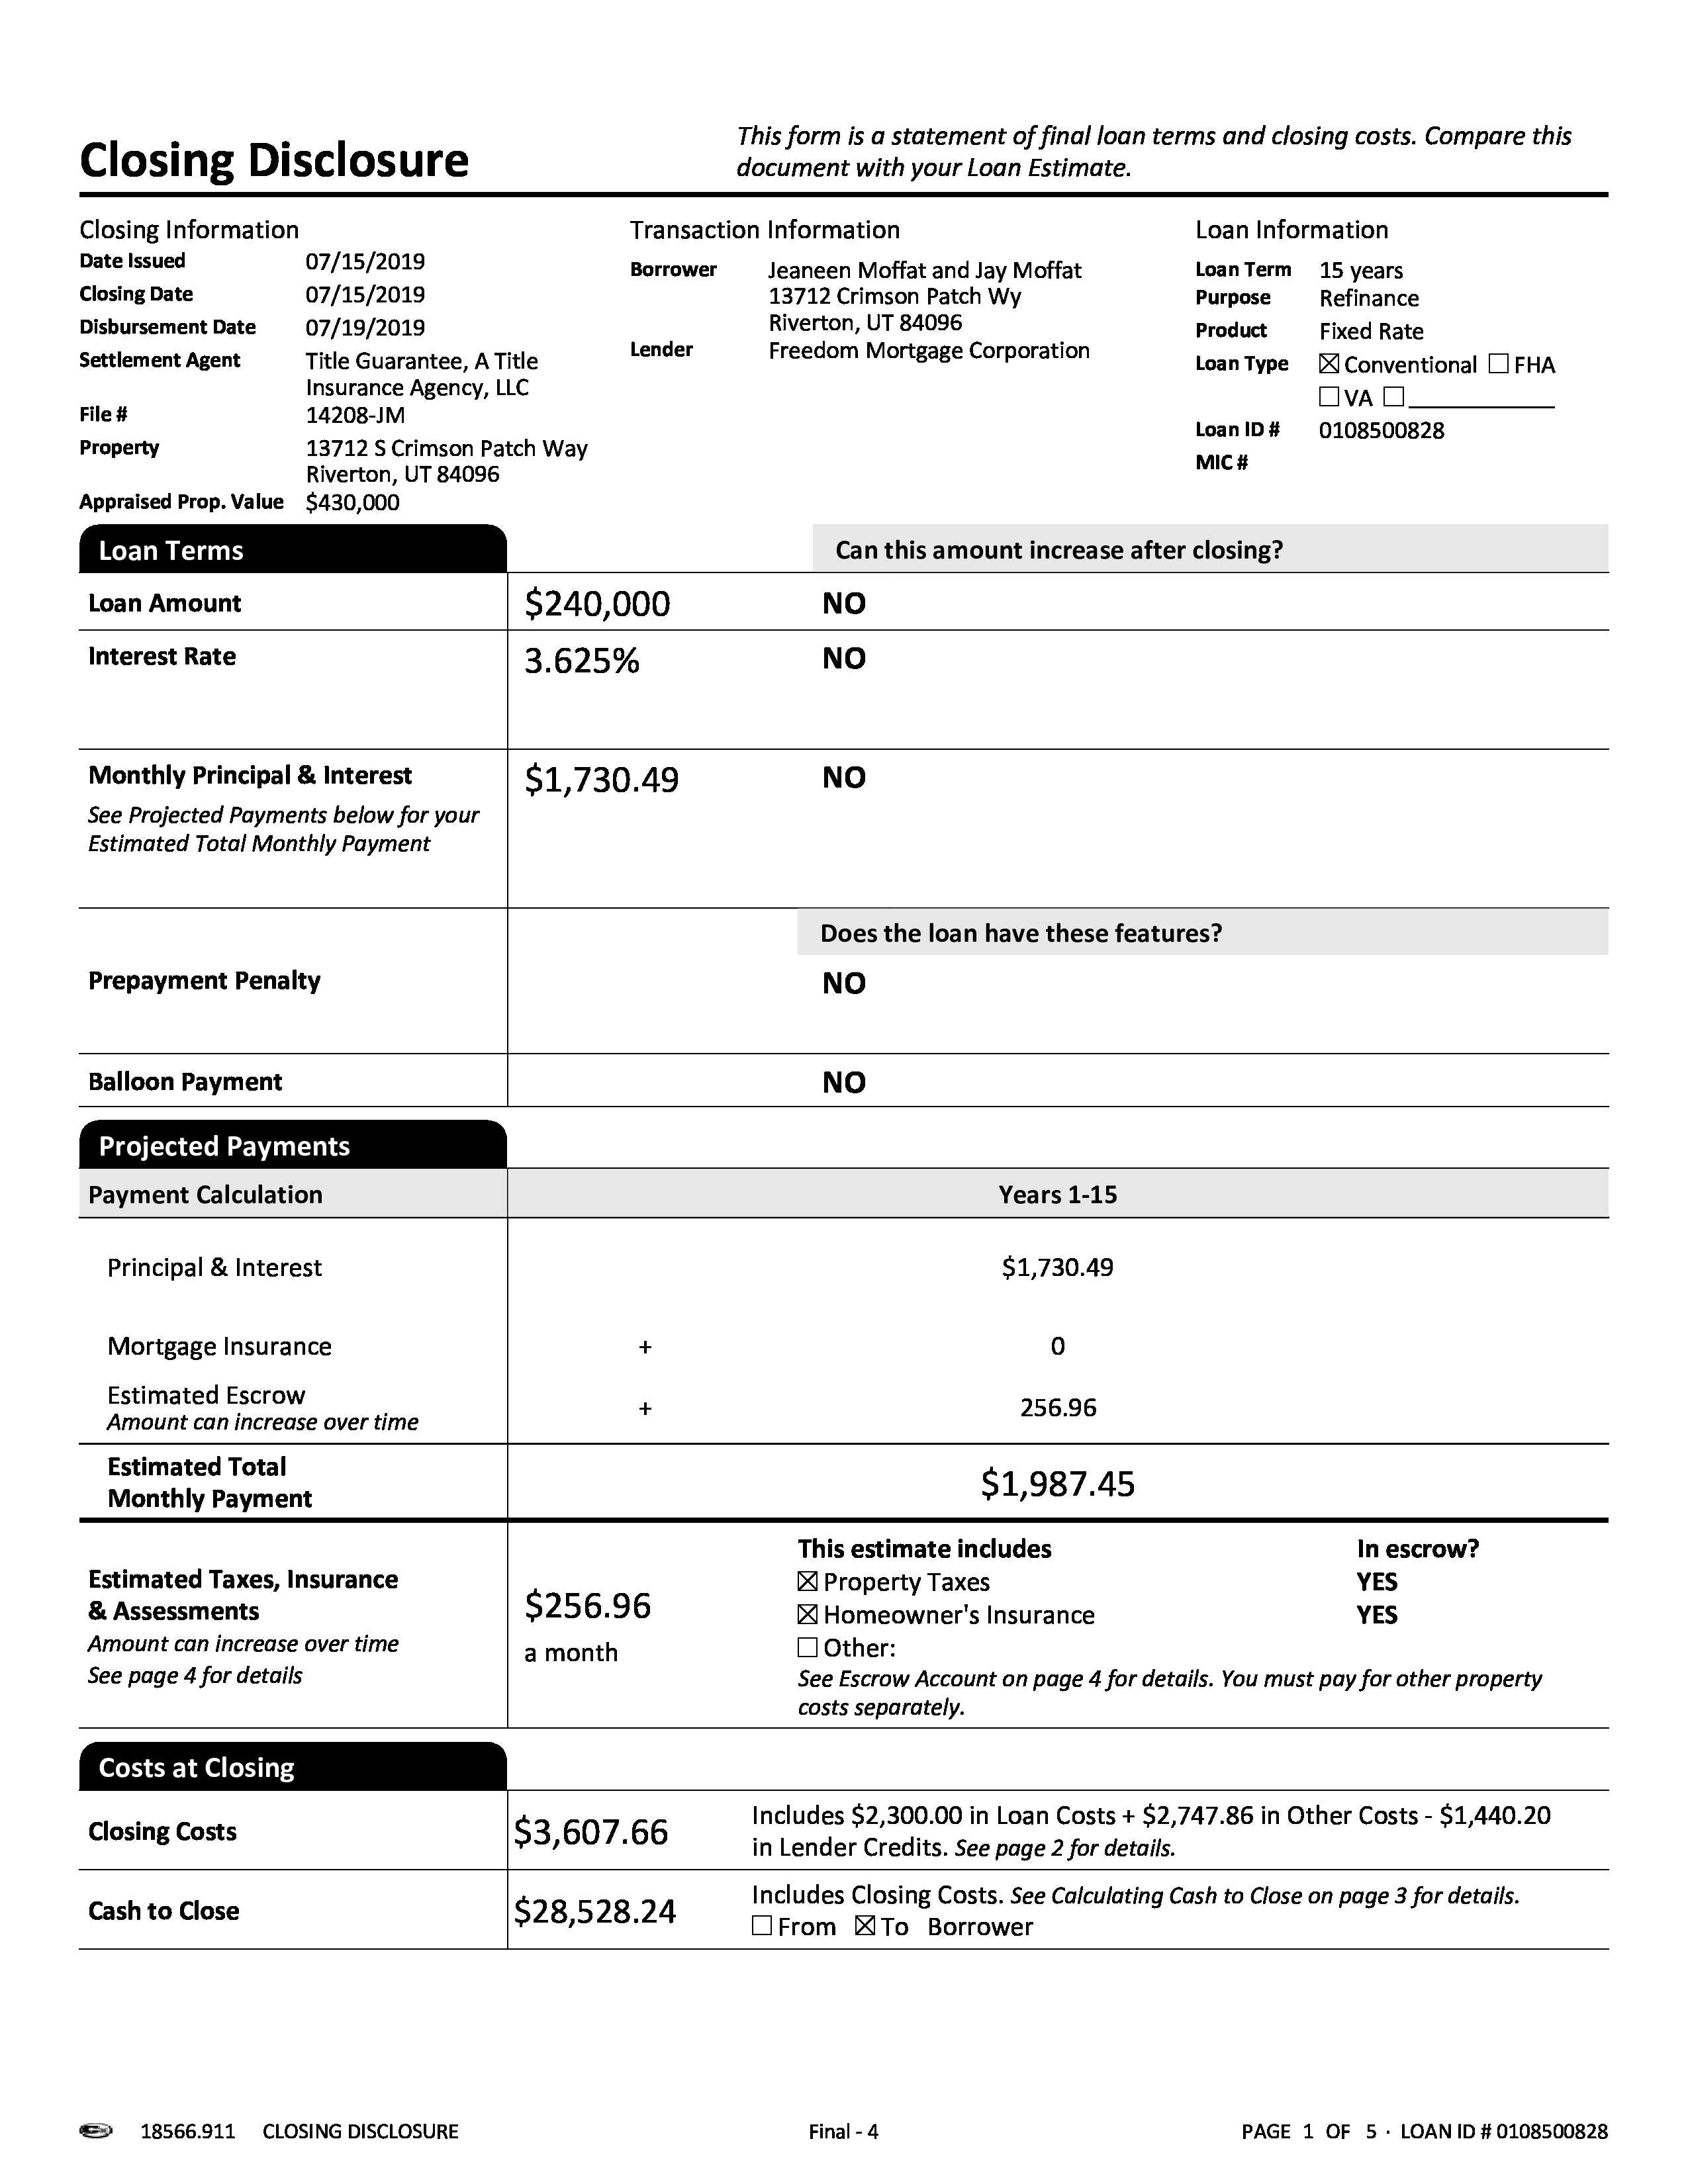 Closing Disclosure
This form is a statement of final loan terms and closing costs. Compare this
document with your Loan Estimate.
Closing Information
Date Issued 07/15/2019
Closing Date 07/15/2019
Disbursement Date 07/19/2019
Settlement Agent Title Guarantee, A Title
Insurance Agency, LLC
File # 14208-JM
Property 13712 S Crimson Patch Way
Riverton, UT 84096
Appraised Prop. Value $430,000
Transaction Information
Borrower Jeaneen Moffat and Jay Moffat
13712 Crimson Patch Wy
Riverton, UT 84096
Lender Freedom Mortgage Corporation
Loan Information
Loan Term 15 years
Purpose Refinance
Product Fixed Rate
Loan Type ☒ Conventional ☐ FHA
☐ VA ☐ ____________
Loan ID # 0108500828
MIC #
Loan Terms Can this amount increase after closing?
Loan Amount $240,000 NO
Interest Rate 3.625% NO
Monthly Principal & Interest $1,730.49 NO
See Projected Payments below for your
Estimated Total Monthly Payment
Does the loan have these features?
Prepayment Penalty NO
Balloon Payment NO
Projected Payments
Payment Calculation Years 1-15
Principal & Interest $1,730.49
Mortgage Insurance + 0
Estimated Escrow
Amount can increase over time + 256.96
Estimated Total
Monthly Payment $1,987.45
Estimated Taxes, Insurance
& Assessments
Amount can increase over time
See page 4 for details
$256.96
a month
This estimate includes In escrow?
☒ Property Taxes YES
☒ Homeowner's Insurance YES
☐ Other:
See Escrow Account on page 4 for details. You must pay for other property
costs separately.
Costs at Closing
Closing Costs $3,607.66 Includes $2,300.00 in Loan Costs + $2,747.86 in Other Costs - $1,440.20
in Lender Credits. See page 2 for details.
Cash to Close $28,528.24 Includes Closing Costs. See Calculating Cash to Close on page 3 for details.
☐ From ☒ To Borrower
18566.911 CLOSING DISCLOSURE Final - 4 PAGE 1 OF 5 · LOAN ID # 0108500828